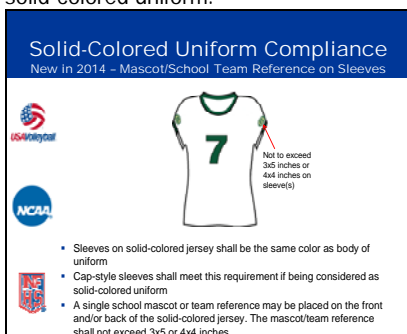 solid-colored uniform.
Solid-Colored Uniform Compliance
New in 2014 – Mascot/School Team Reference on Sleeves
USAVolleyball
7
Not to exceed
3x5 inches or
4x4 inches on
sleeve(s)
NCAA
▪ Sleeves on solid-colored jersey shall be the same color as body of
uniform
▪ Cap-style sleeves shall meet this requirement if being considered as
solid-colored uniform
▪ A single school mascot or team reference may be placed on the front
and/or back of the solid-colored jersey. The mascot/team reference
shall not exceed 3x5 or 4x4 inches